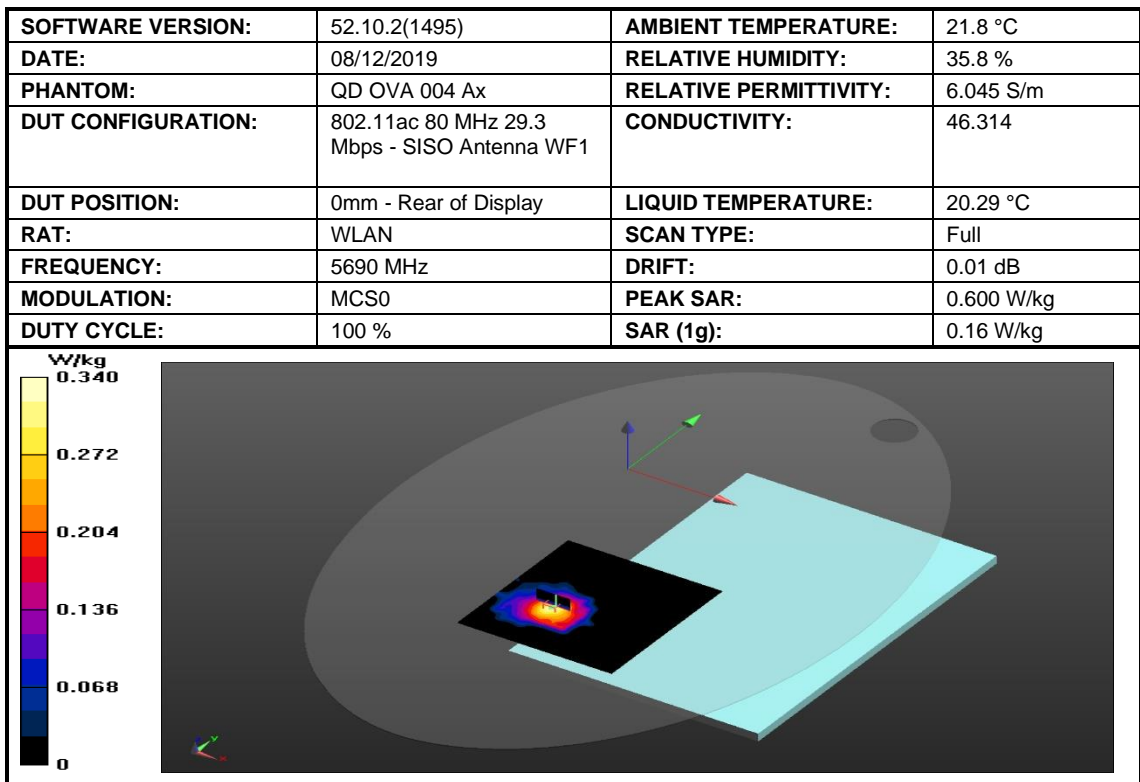 SOFTWARE VERSION: 52.10.2(1495) AMBIENT TEMPERATURE: 21.8 °C
DATE: 08/12/2019 RELATIVE HUMIDITY: 35.8 %
PHANTOM: QD OVA 004 Ax RELATIVE PERMITTIVITY: 6.045 S/m
DUT CONFIGURATION: 802.11ac 80 MHz 29.3 CONDUCTIVITY: 46.314
Mbps - SISO Antenna WF1
DUT POSITION: 0mm - Rear of Display LIQUID TEMPERATURE: 20.29 °C
RAT: WLAN SCAN TYPE: Full
FREQUENCY: 5690 MHz DRIFT: 0.01 dB
MODULATION: MCS0 PEAK SAR: 0.600 W/kg
DUTY CYCLE: 100 % SAR (1g): 0.16 W/kg
W/kg
0.340
0.272
0.204
0.136
0.068
0
Y
X